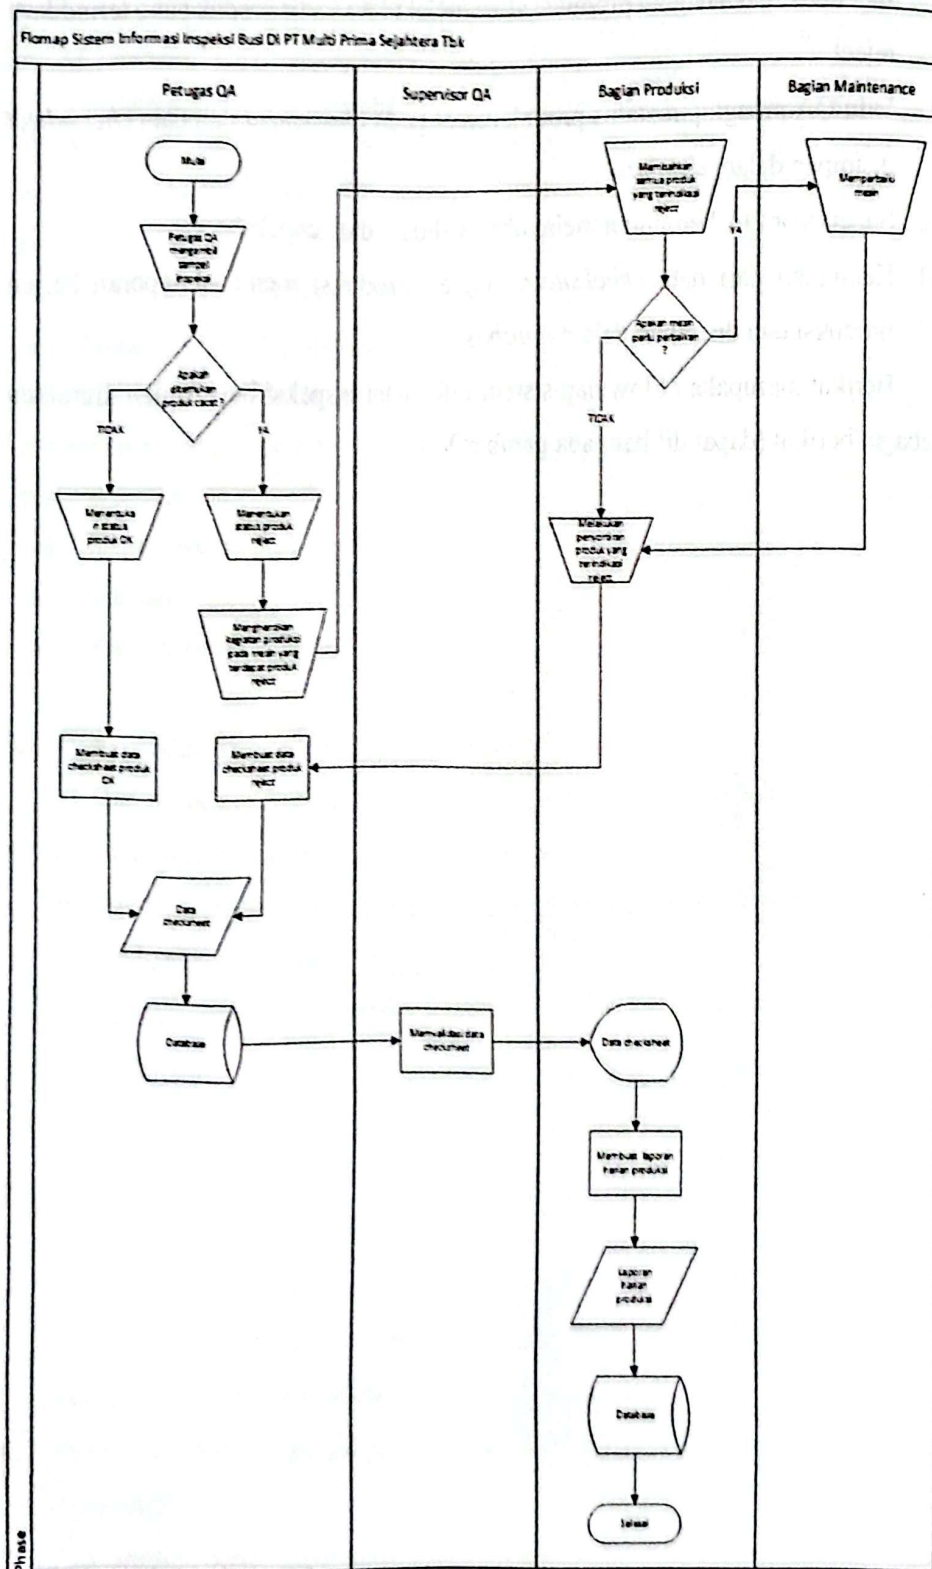 Flomap Sistem Informasi Inspeksi Busi Di PT Multi Prima Sejahtera Tbk
Petugas QA
Supervisor QA
Bagian Produksi
Bagian Maintenance
Mulai
Petugas QA
mengambil
sampel
inspeksi
Apakah
ditemukan
produk cacat ?
TIDAK
YA
Menentuka
n status
produk OK
Menentukan
status produk
reject
Menghentikan
kegiatan produksi
pada mesin yang
terdapat produk
reject
Membuat data
checksheet produk
OK
Membuat data
checksheet produk
reject
Data
checksheet
Database
Memvalidasi data
checksheet
semua produk
yang terindikasi
reject
Apakah mesin
perlu perbaikan
?
YA
TIDAK
Memperbaiki
mesin
Melakukan
penyortiran
produk yang
terindikasi
reject
Data checksheet
Membuat laporan
harian produksi
Laporan
harian
produksi
Database
Selesai
Phase